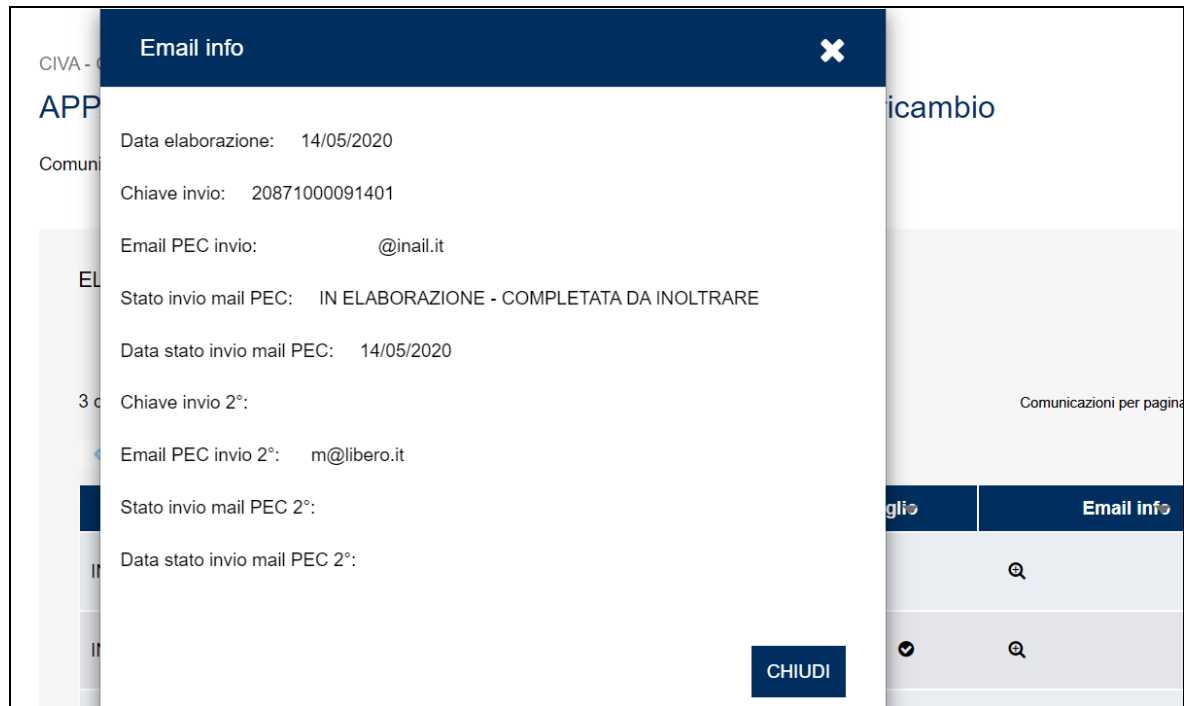 Email info
CIVA -
APP
icambio
Comuni
Data elaborazione: 14/05/2020
Chiave invio: 20871000091401
Email PEC invio: @inail.it
EL
Stato invio mail PEC: IN ELABORAZIONE - COMPLETATA DA INOLTRARE
Data stato invio mail PEC: 14/05/2020
3 c
Chiave invio 2°:
Comunicazioni per pagina
Email PEC invio 2°: m@libero.it
Stato invio mail PEC 2°:
glio
Email info
Data stato invio mail PEC 2°:
CHIUDI